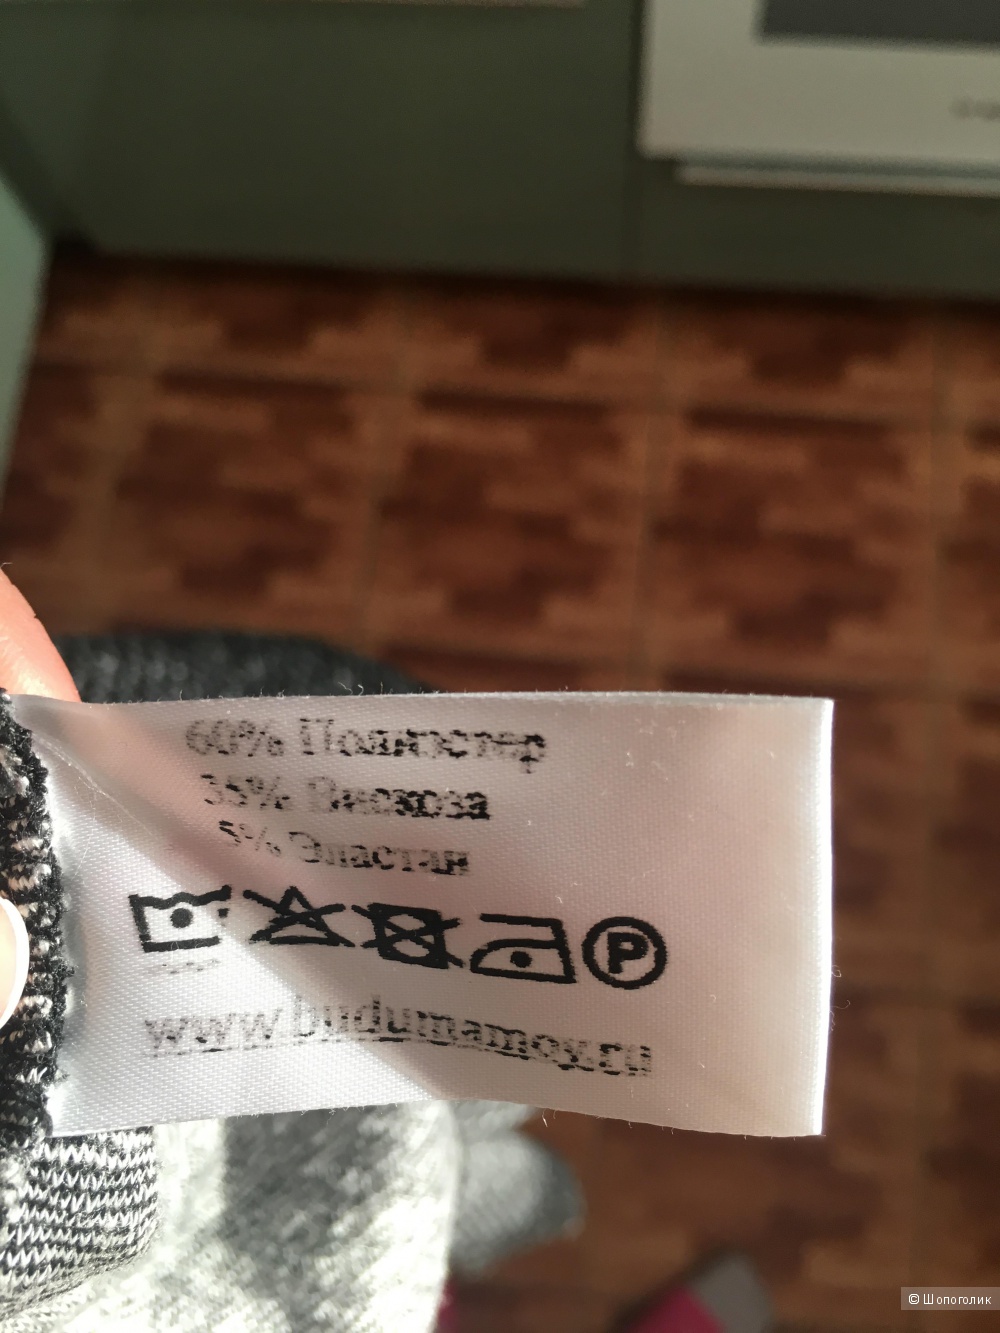 60% Полиэстер
35% Вискоза
5% Эластан
P
www.budumamoy.ru
© Шопоголик